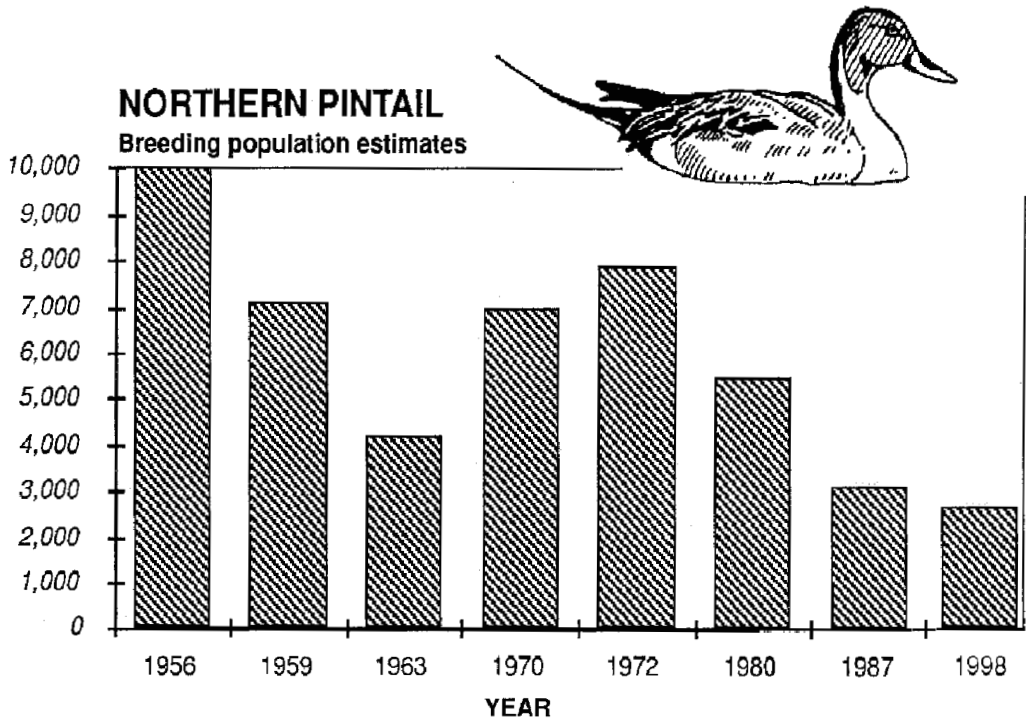 NORTHERN PINTAIL
Breeding population estimates
10,000
9,000
8,000
7,000
6,000
5,000
4,000
3,000
2,000
1,000
0
1956 1959 1963 1970 1972 1980 1987 1998
YEAR